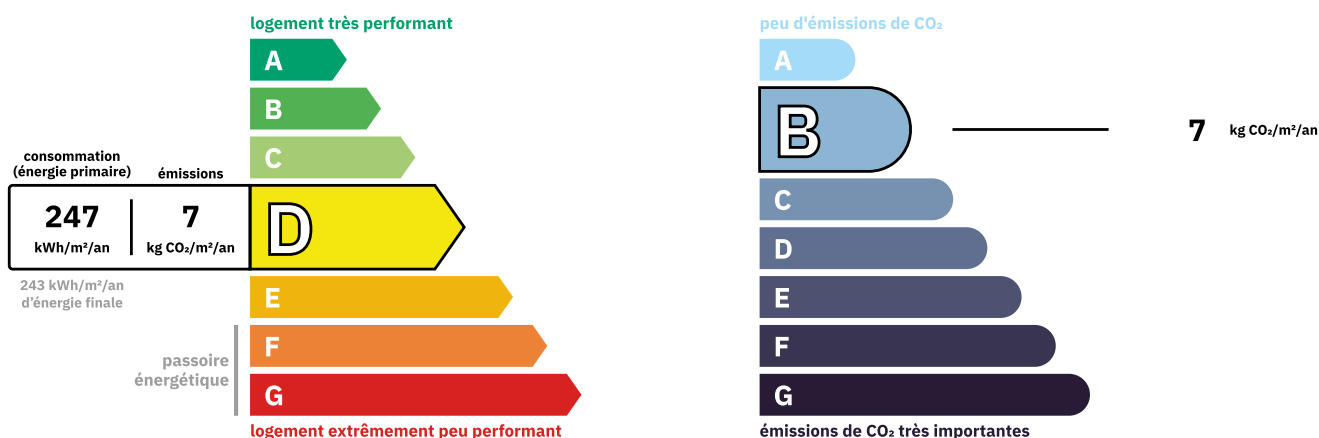 logement très performant
A
B
C
consommation
(énergie primaire)
émissions
247
kWh/m²/an
7
kg CO₂/m²/an
D
243 kWh/m²/an
d'énergie finale
E
passoire
énergétique
F
G
logement extrêmement peu performant
peu d'émissions de CO₂
A
B
7 kg CO₂/m²/an
C
D
E
F
G
émissions de CO₂ très importantes